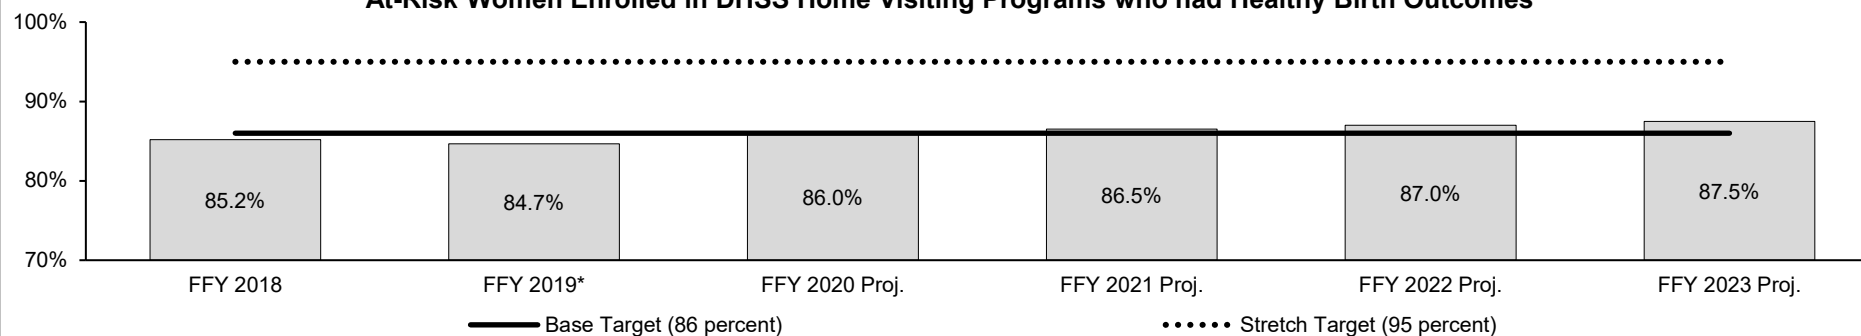 At-Risk Women Enrolled in DHSS Home Visiting Programs who had Healthy Birth Outcomes
100%
90%
80%
70%
85.2%
84.7%
86.0%
86.5%
87.0%
87.5%
FFY 2018
FFY 2019*
FFY 2020 Proj.
FFY 2021 Proj.
FFY 2022 Proj.
FFY 2023 Proj.
Base Target (86 percent)
Stretch Target (95 percent)